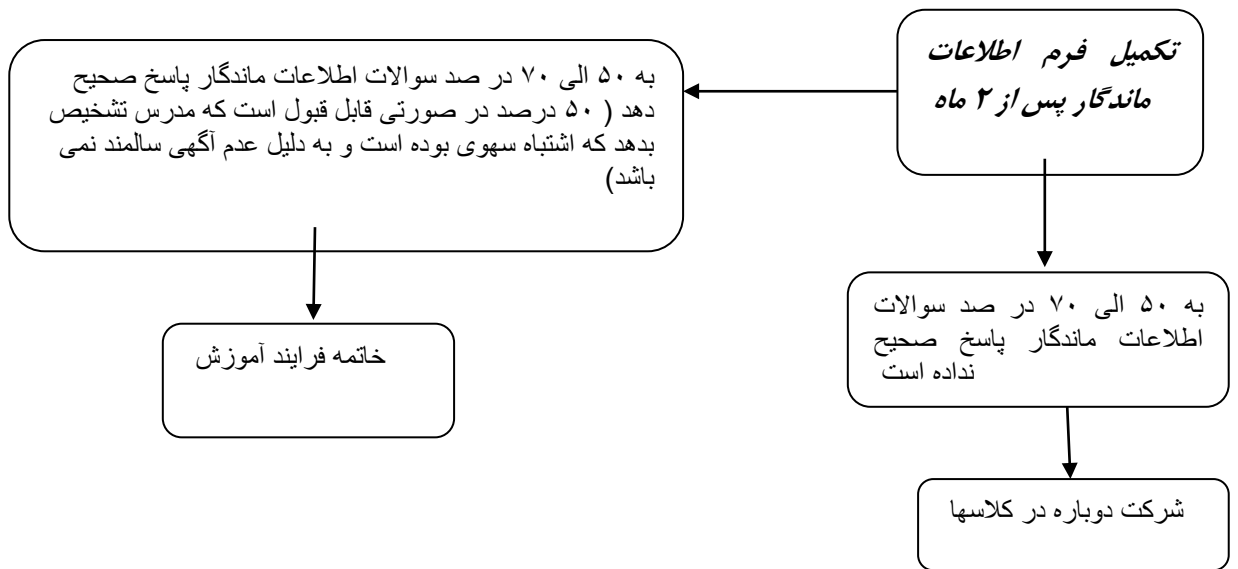 تکمیل فرم اطلاعات
ماندگار پس از ۲ ماه
به ۵۰ الی ۷۰ در صد سوالات اطلاعات ماندگار پاسخ صحیح
دهد ( ۵۰ درصد در صورتی قابل قبول است که مدرس تشخیص
بدهد که اشتباه سهوی بوده است و به دلیل عدم آگهی سالمند نمی
باشد)
به ۵۰ الی ۷۰ در صد سوالات
اطلاعات ماندگار پاسخ صحیح
نداده است
خاتمه فرایند آموزش
شرکت دوباره در کلاسها